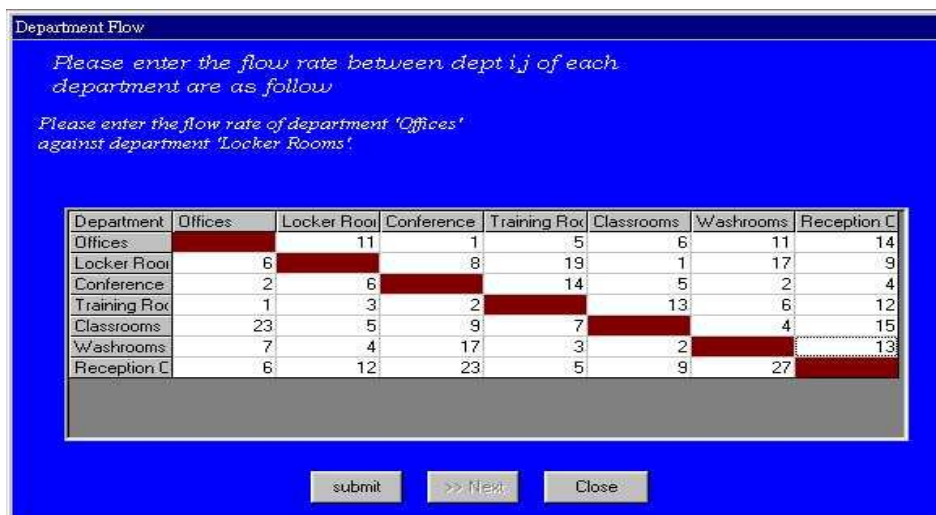 Department Flow
Please enter the flow rate between dept i,j of each
department are as follow
Please enter the flow rate of department 'Offices'
against department 'Locker Rooms'.
Department Offices Locker Roor Conference Training Roc Classrooms Washrooms Reception C
Offices 11 1 5 6 11 14
Locker Roor 6 8 19 1 17 9
Conference 2 6 14 5 2 4
Training Roc 1 3 2 13 6 12
Classrooms 23 5 9 7 4 15
Washrooms 7 4 17 3 2 13
Reception C 6 12 23 5 9 27
submit >> Next Close